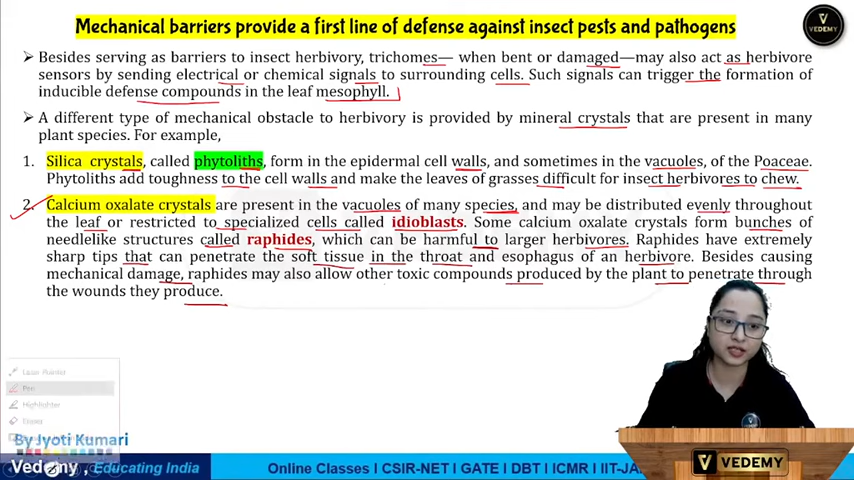 Mechanical barriers provide a first line of defense against insect pests and pathogens
V
VEDEMY
➢ Besides serving as barriers to insect herbivory, trichomes— when bent or damaged—may also act as herbivore
sensors by sending electrical or chemical signals to surrounding cells. Such signals can trigger the formation of
inducible defense compounds in the leaf mesophyll.
➢ A different type of mechanical obstacle to herbivory is provided by mineral crystals that are present in many
plant species. For example,
1. Silica crystals, called phytoliths, form in the epidermal cell walls, and sometimes in the vacuoles, of the Poaceae.
Phytoliths add toughness to the cell walls and make the leaves of grasses difficult for insect herbivores to chew.
2. Calcium oxalate crystals are present in the vacuoles of many species, and may be distributed evenly throughout
the leaf or restricted to specialized cells called idioblasts. Some calcium oxalate crystals form bunches of
needlelike structures called raphides, which can be harmful to larger herbivores. Raphides have extremely
sharp tips that can penetrate the soft tissue in the throat and esophagus of an herbivore. Besides causing
mechanical damage, raphides may also allow other toxic compounds produced by the plant to penetrate through
the wounds they produce.
Laser Pointer
Pen
Highlighter
Eraser
By Jyoti Kumari
V VEDEMY
Vedemy, Educating India
Online Classes I CSIR-NET I GATE I DBT I ICMR I IIT-JA